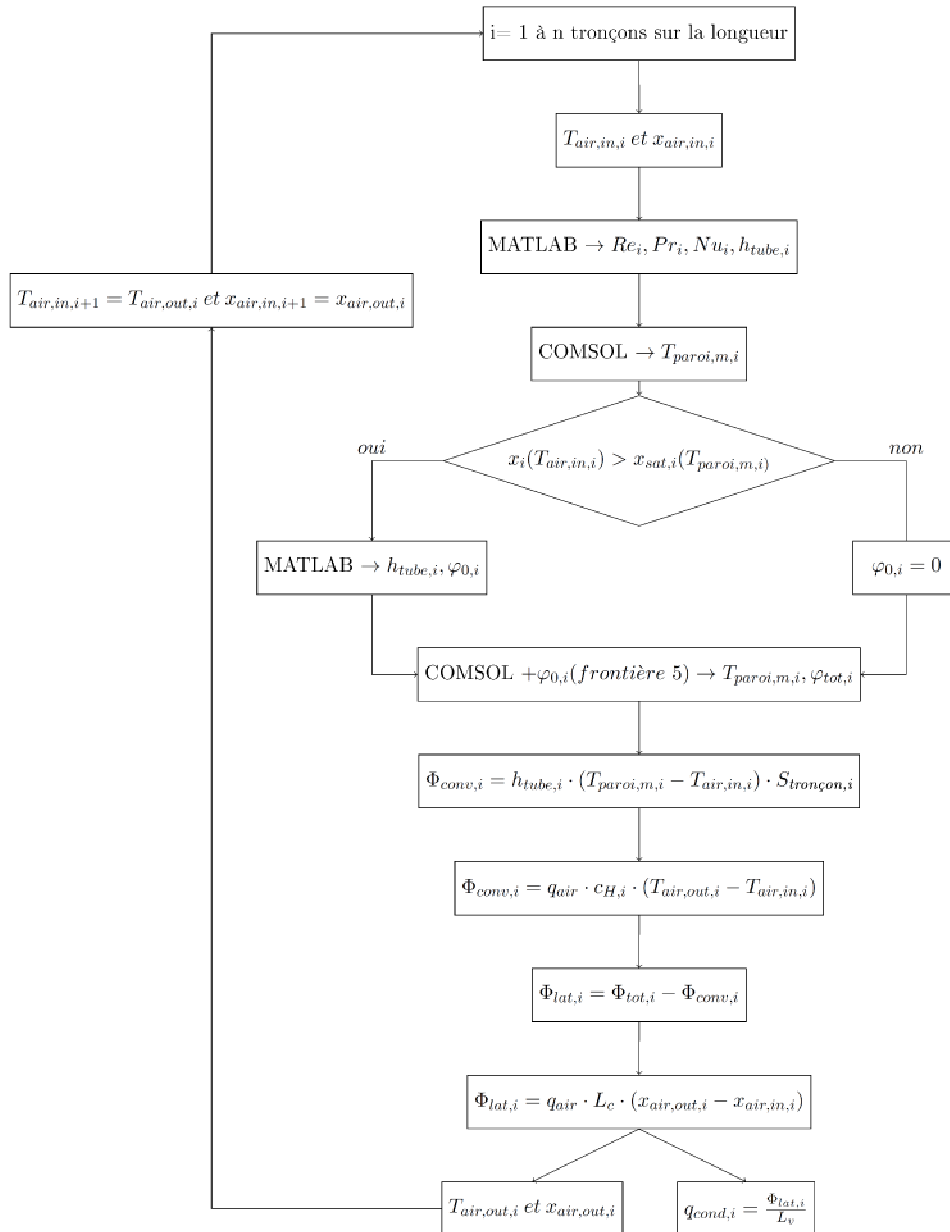 i= 1 à n tronçons sur la longueur
T_{air,in,i} et x_{air,in,i}
MATLAB → Re_i, Pr_i, Nu_i, h_{tube,i}
T_{air,in,i+1} = T_{air,out,i} et x_{air,in,i+1} = x_{air,out,i}
COMSOL → T_{paroi,m,i}
oui
non
x_i(T_{air,in,i}) > x_{sat,i}(T_{paroi,m,i})
MATLAB → h_{tube,i}, φ_{0,i}
φ_{0,i} = 0
COMSOL +φ_{0,i}(frontière 5) → T_{paroi,m,i}, φ_{tot,i}
Φ_{conv,i} = h_{tube,i} · (T_{paroi,m,i} − T_{air,in,i}) · S_{tronçon,i}
Φ_{conv,i} = q_{air} · c_{H,i} · (T_{air,out,i} − T_{air,in,i})
Φ_{lat,i} = Φ_{tot,i} − Φ_{conv,i}
Φ_{lat,i} = q_{air} · L_c · (x_{air,out,i} − x_{air,in,i})
T_{air,out,i} et x_{air,out,i}
q_{cond,i} = \frac{Φ_{lat,i}}{L_v}